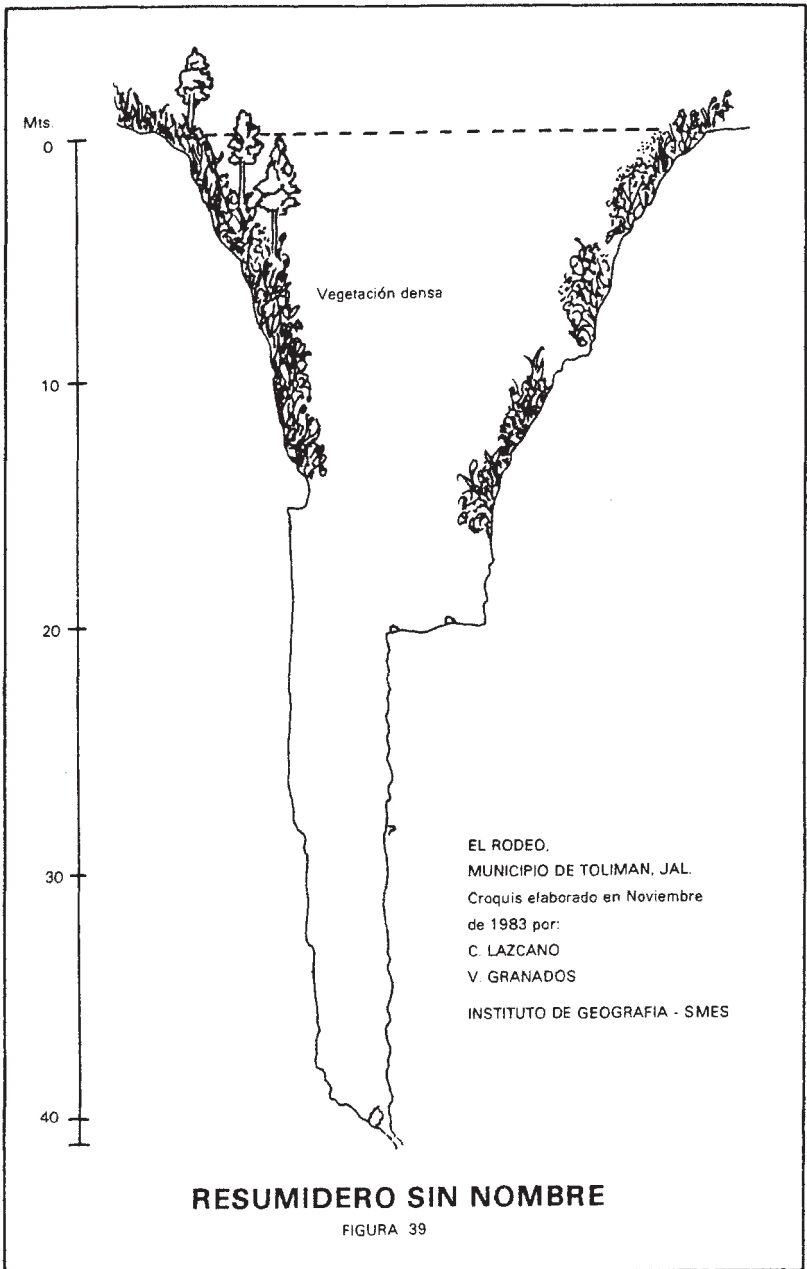 Mts.
0
Vegetación densa
10
20
30
40
EL RODEO,
MUNICIPIO DE TOLIMAN, JAL.
Croquis elaborado en Noviembre
de 1983 por:
C. LAZCANO
V. GRANADOS
INSTITUTO DE GEOGRAFIA - SMES
RESUMIDERO SIN NOMBRE
FIGURA 39